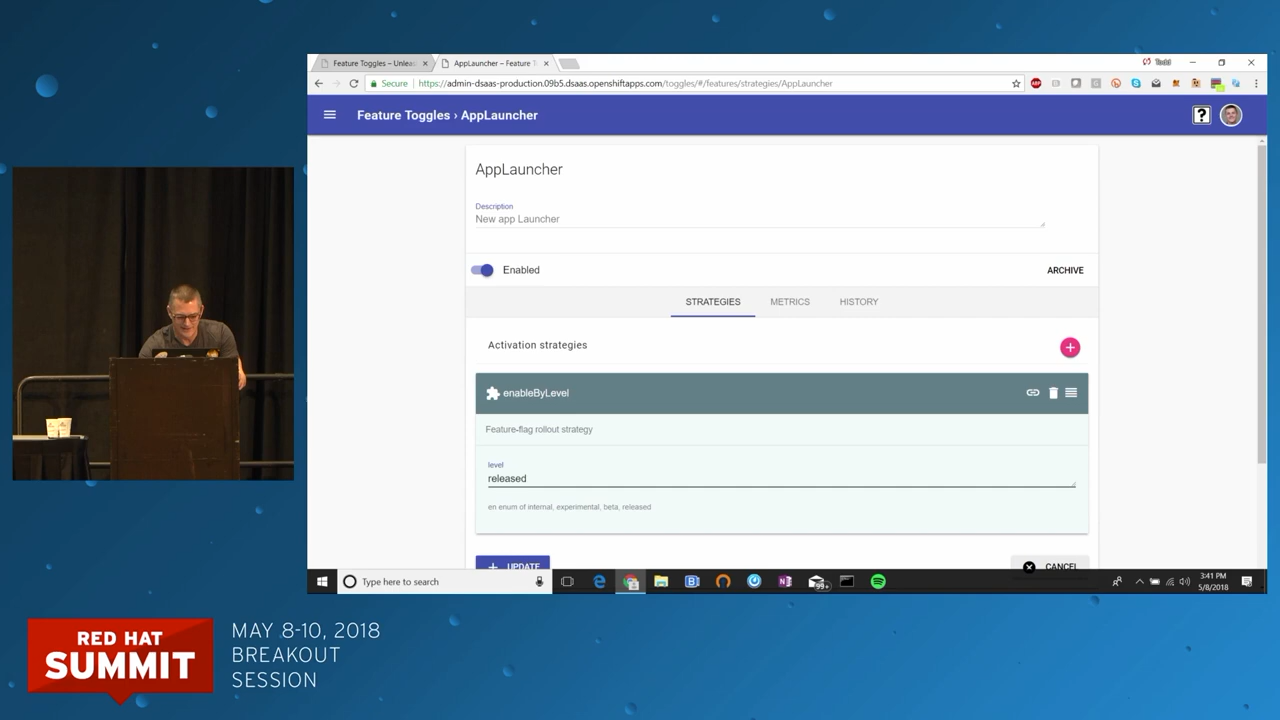 Feature Toggles – Unleas
AppLauncher – Feature T
Todd
Secure
https://admin-dsaas-production.09b5.dsaas.openshiftapps.com/toggles/#/features/strategies/AppLauncher
Feature Toggles › AppLauncher
AppLauncher
Description
New app Launcher
Enabled
ARCHIVE
STRATEGIES
METRICS
HISTORY
Activation strategies
enableByLevel
Feature-flag rollout strategy
level
released
en enum of internal, experimental, beta, released
+ UPDATE
CANCEL
Type here to search
99+
3:41 PM
5/8/2018
RED HAT
SUMMIT
MAY 8-10, 2018
BREAKOUT
SESSION